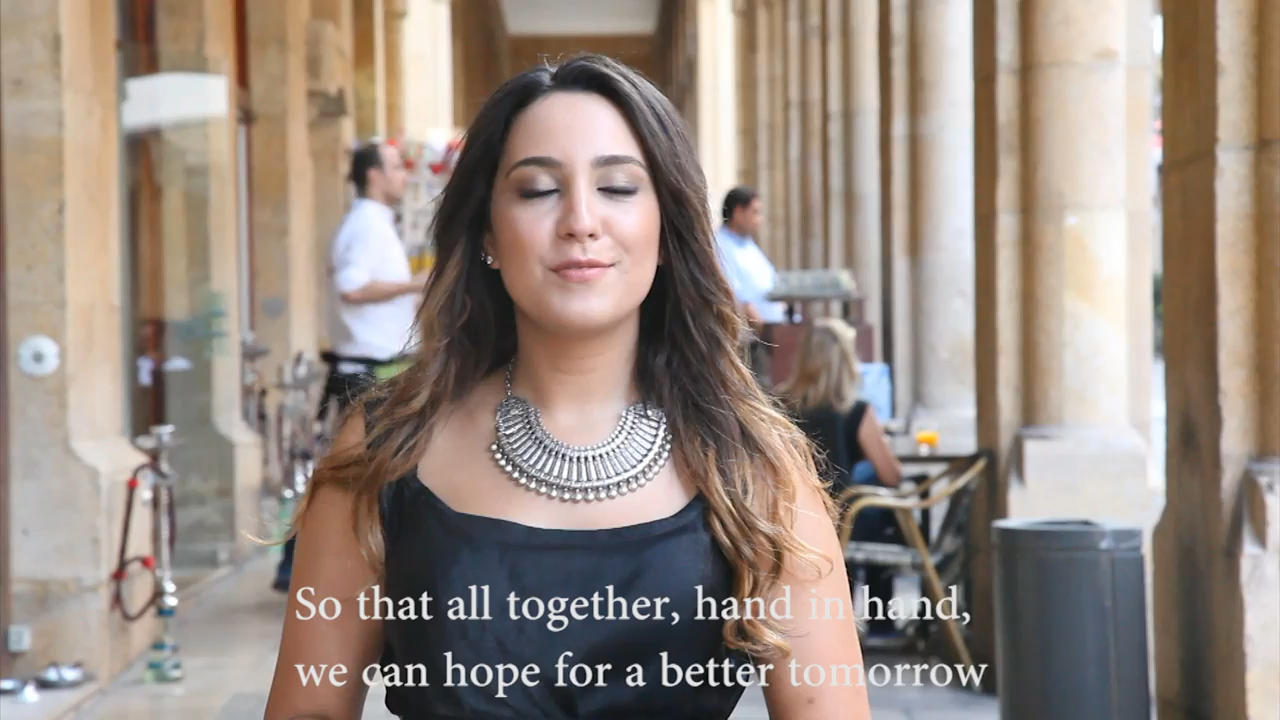 So that all together, hand in hand,
we can hope for a better tomorrow